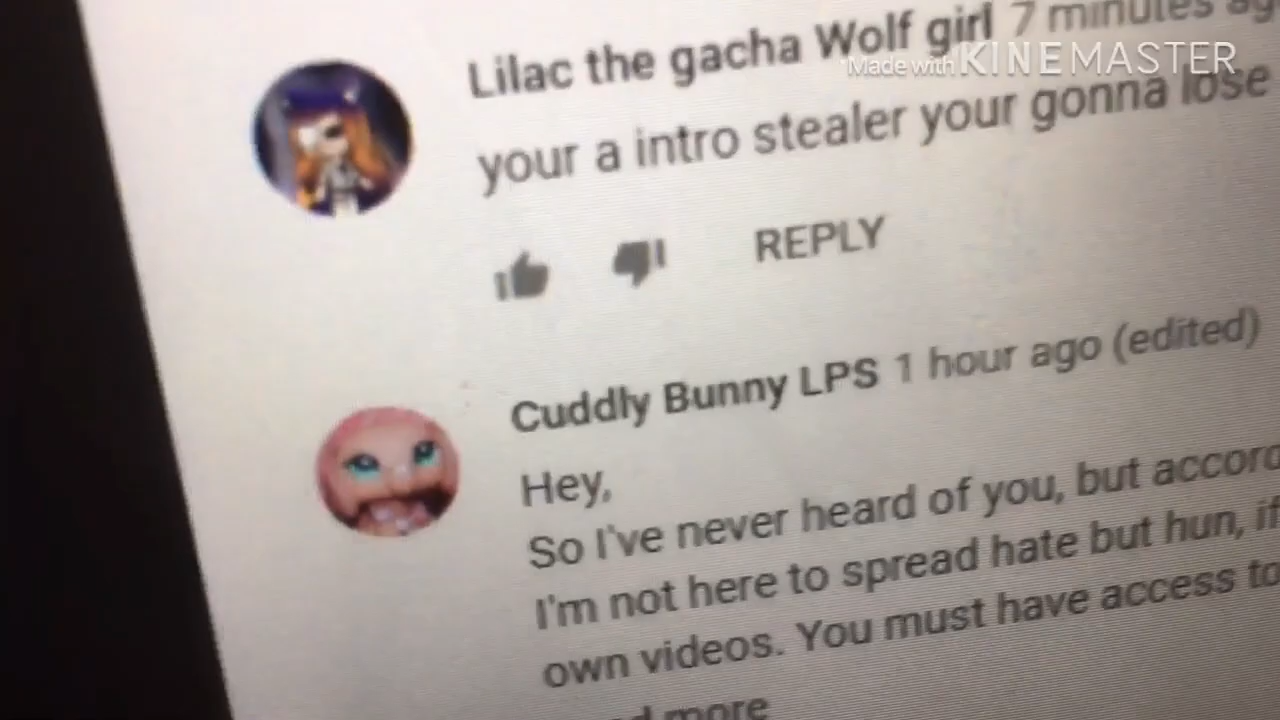 Lilac the gacha Wolf girl 7 minutes ag
Made with KINEMASTER
your a intro stealer your gonna lose
REPLY
Cuddly Bunny LPS 1 hour ago (edited)
Hey,
So I've never heard of you, but accord
I'm not here to spread hate but hun, if
own videos. You must have access to
d more